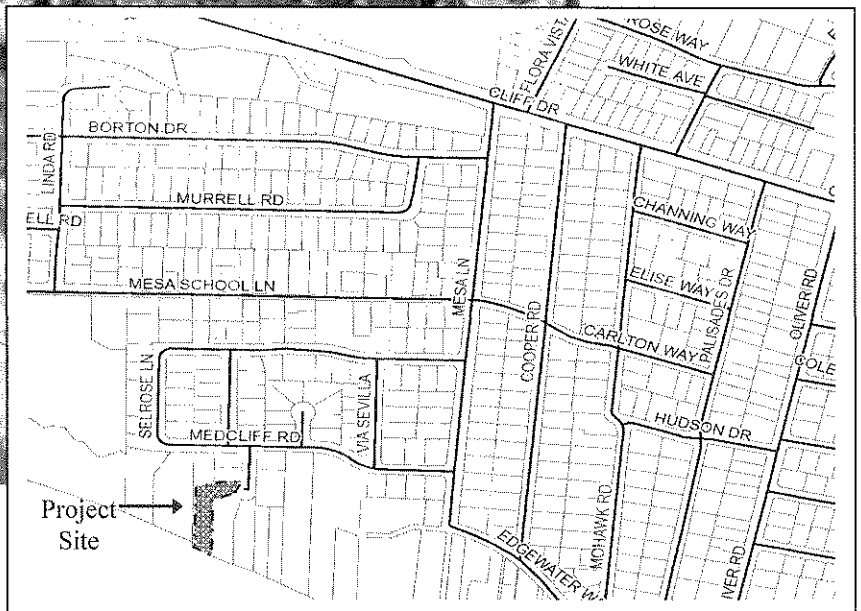 ROSE WAY
FLORA VISTA
WHITE AVE
CLIFF DR
BORTON DR
LINDA RD
MURRELL RD
ELL RD
CHANNING WAY
ELISE WAY
MESA SCHOOL LN
MESA LN
COOPER RD
CARLTON WAY
PALISADES DR
OLIVER RD
COLE
SELROSE LN
VIA SEVILLA
MEDCLIFF RD
HUDSON DR
MOHAWK RD
Project
Site
EDGEWATER W
IVER RD